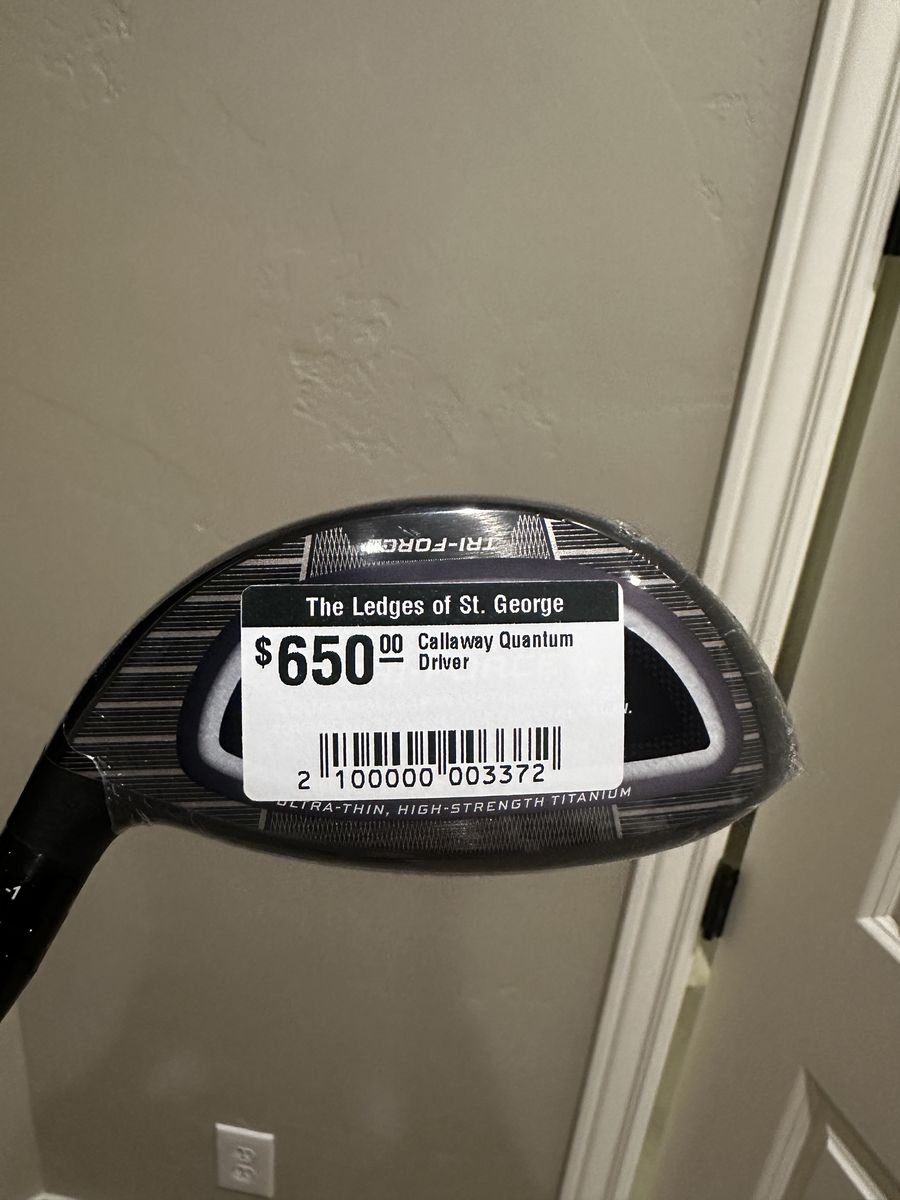 TRI-FORCE
The Ledges of St. George
$650.00
Callaway Quantum
Driver
2 100000 003372
ULTRA-THIN, HIGH-STRENGTH TITANIUM
-1